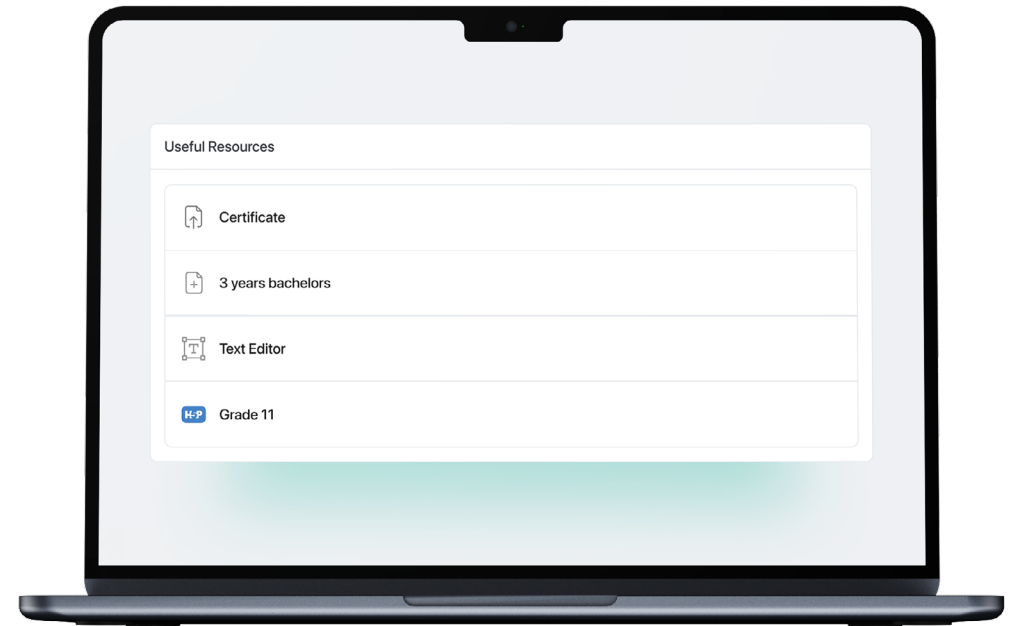 Useful Resources
Certificate
3 years bachelors
Text Editor
H-P Grade 11